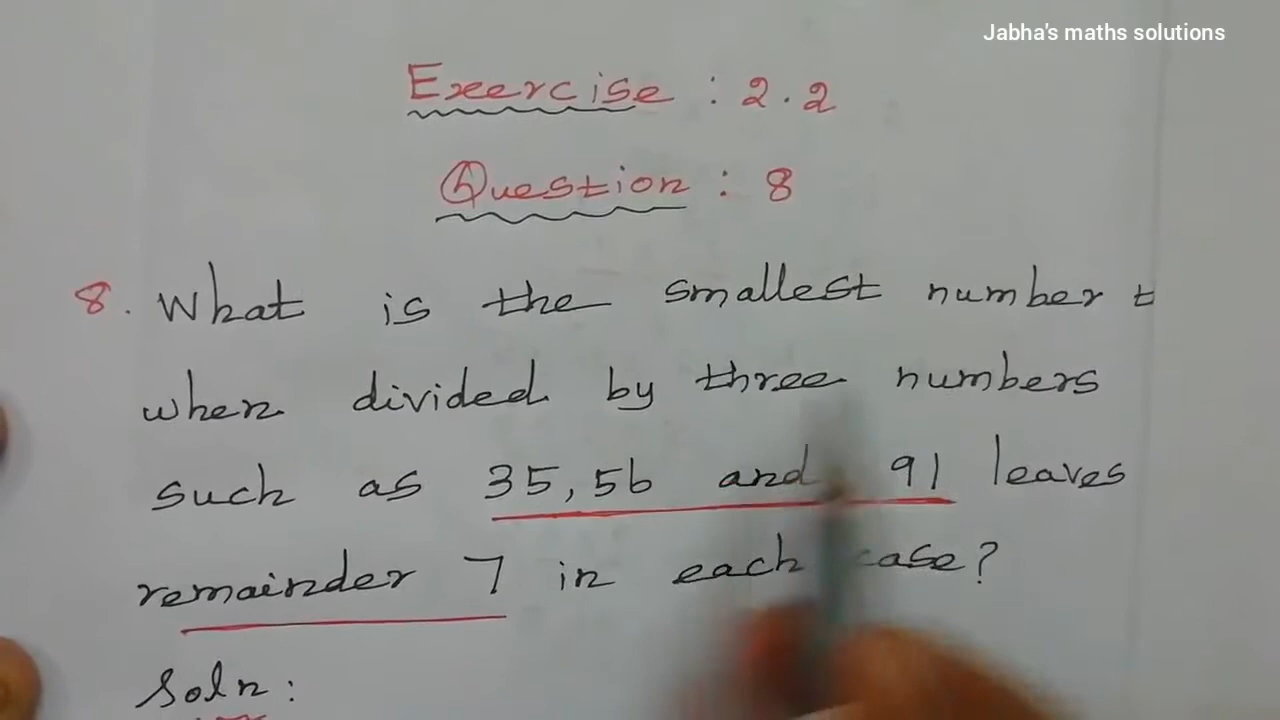 Jabha's maths solutions
Exercise : 2.2
Question : 8
8. What is the smallest number t
when divided by three numbers
such as 35, 56 and 91 leaves
remainder 7 in each case?
Soln :